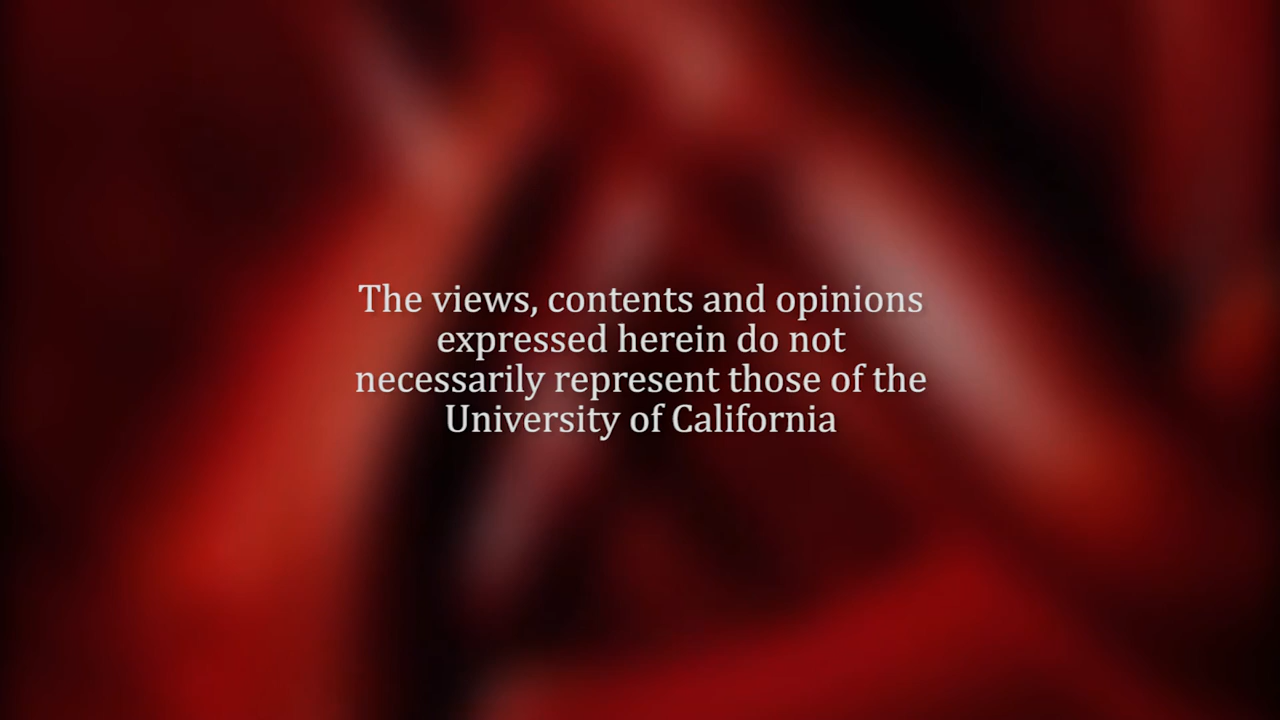 The views, contents and opinions
expressed herein do not
necessarily represent those of the
University of California